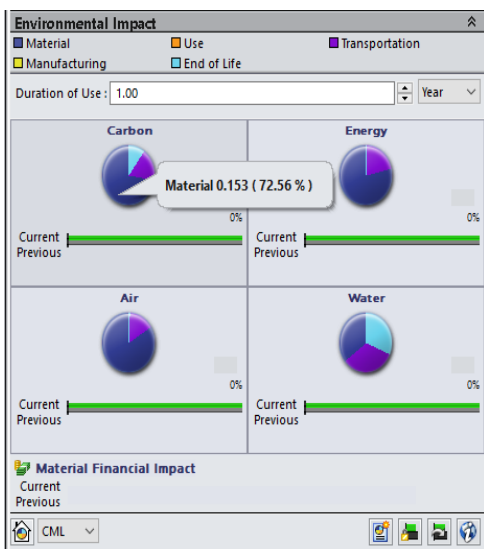 Environmental Impact
Material Use Transportation
Manufacturing End of Life
Duration of Use : 1.00 Year
Carbon Energy
Material 0.153 ( 72.56 % )
0% 0%
Current Current
Previous Previous
Air Water
0% 0%
Current Current
Previous Previous
Material Financial Impact
Current
Previous
CML